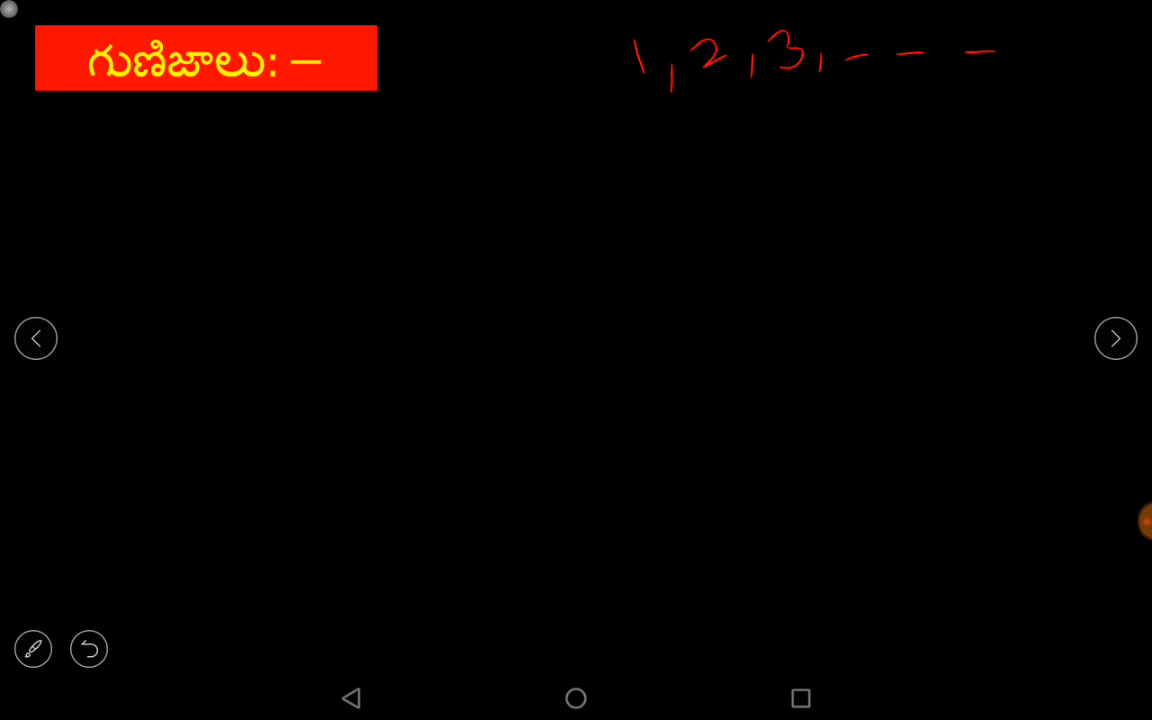 గుణిజాలు: –
1, 2, 3, - - -